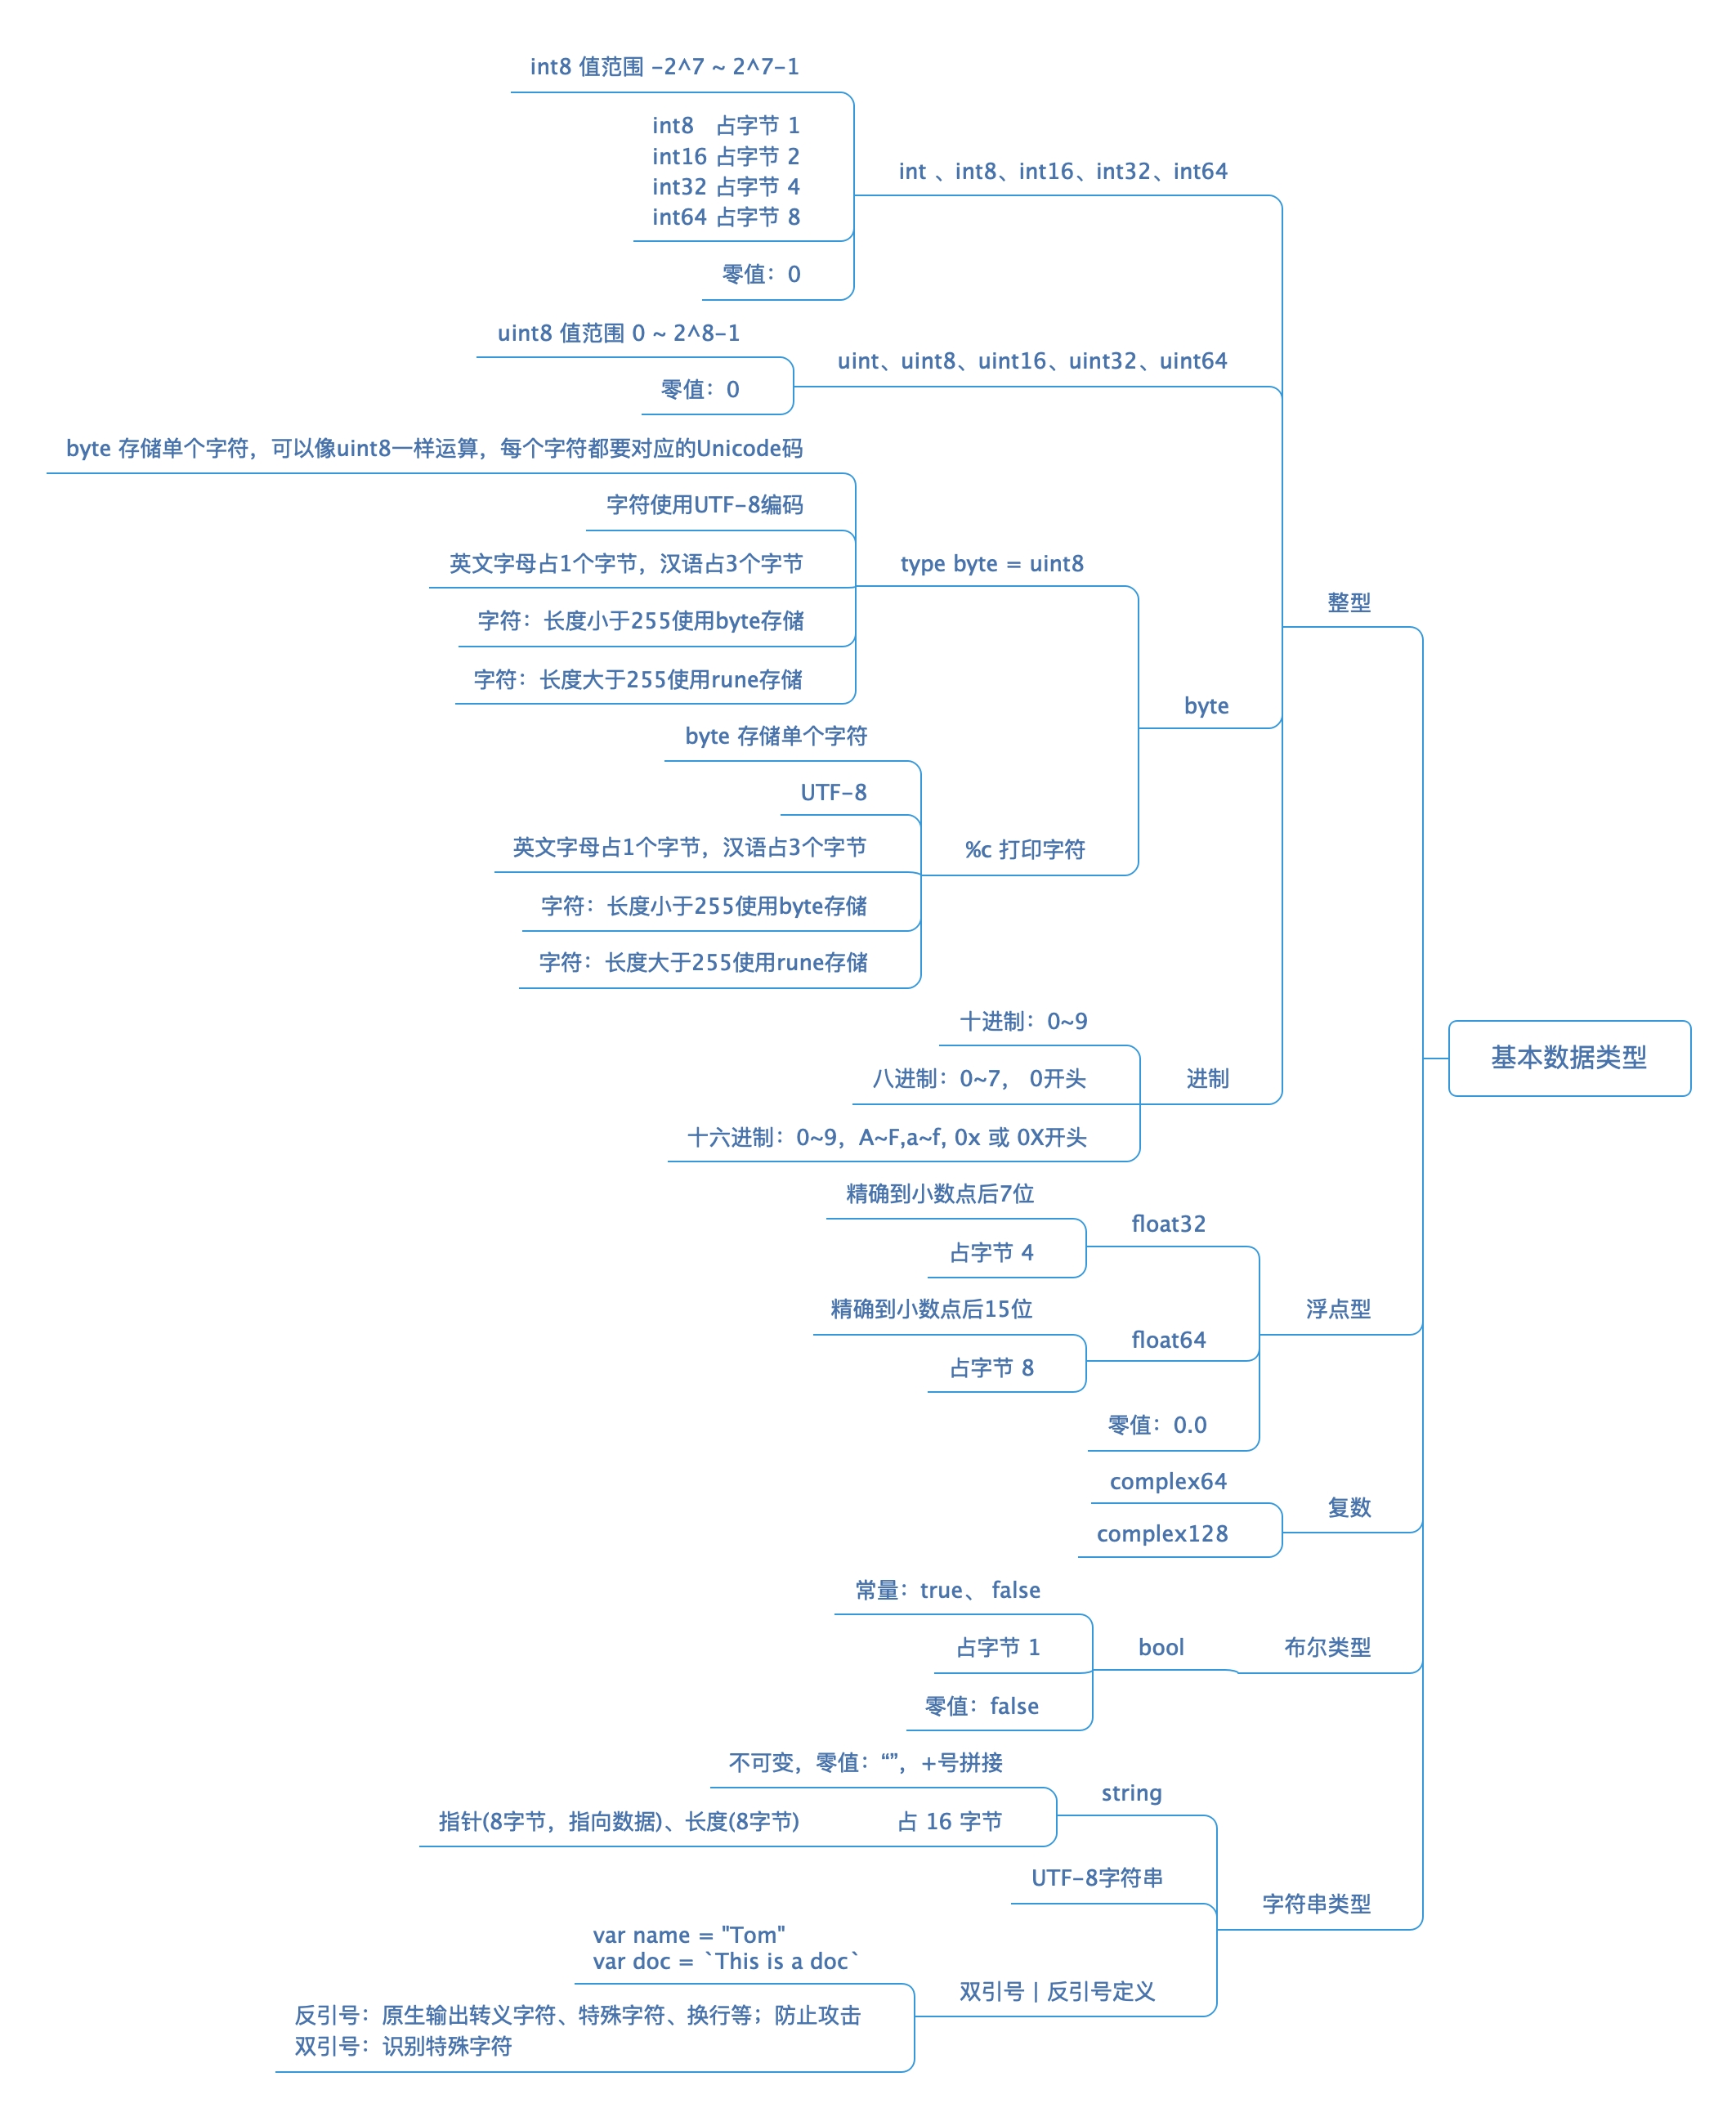 int8 值范围 -2^7 ~ 2^7-1
int8 占字节 1
int16 占字节 2
int32 占字节 4
int64 占字节 8
零值：0
int 、int8、int16、int32、int64
uint8 值范围 0 ~ 2^8-1
零值：0
uint、uint8、uint16、uint32、uint64
byte 存储单个字符，可以像uint8一样运算，每个字符都要对应的Unicode码
字符使用UTF-8编码
英文字母占1个字节，汉语占3个字节
字符：长度小于255使用byte存储
字符：长度大于255使用rune存储
type byte = uint8
byte 存储单个字符
UTF-8
英文字母占1个字节，汉语占3个字节
字符：长度小于255使用byte存储
字符：长度大于255使用rune存储
%c 打印字符
byte
十进制：0~9
八进制：0~7， 0开头
十六进制：0~9，A~F,a~f, 0x 或 0X开头
进制
整型
精确到小数点后7位
占字节 4
float32
精确到小数点后15位
占字节 8
float64
零值：0.0
浮点型
complex64
complex128
复数
常量：true、 false
占字节 1
零值：false
bool
布尔类型
不可变，零值：“”，+号拼接
指针(8字节，指向数据)、长度(8字节) 占 16 字节
string
UTF-8字符串
var name = "Tom"
var doc = `This is a doc`
反引号：原生输出转义字符、特殊字符、换行等；防止攻击
双引号：识别特殊字符
双引号 | 反引号定义
字符串类型
基本数据类型